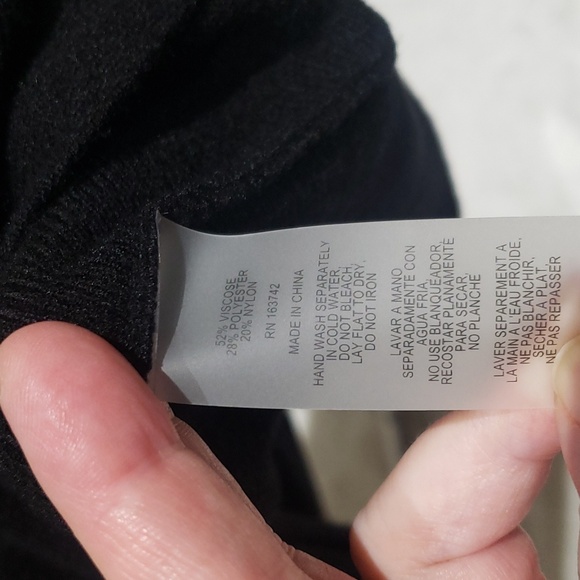 52% VISCOSE
28% POLYESTER
20% NYLON
RN 163742
MADE IN CHINA
HAND WASH SEPARATELY
IN COLD WATER,
DO NOT BLEACH,
LAY FLAT TO DRY,
DO NOT IRON
LAVAR A MANO
SEPARADAMENTE CON
AGUA FRIA,
NO USE BLANQUEADOR,
RECOSTAR PLANEMENTE
PARA SECAR,
NO PLANCHE
LAVER SEPAREMENT A
LA MAIN A L'EAU FROIDE,
NE PAS BLANCHIR,
SECHER A PLAT,
NE PAS REPASSER